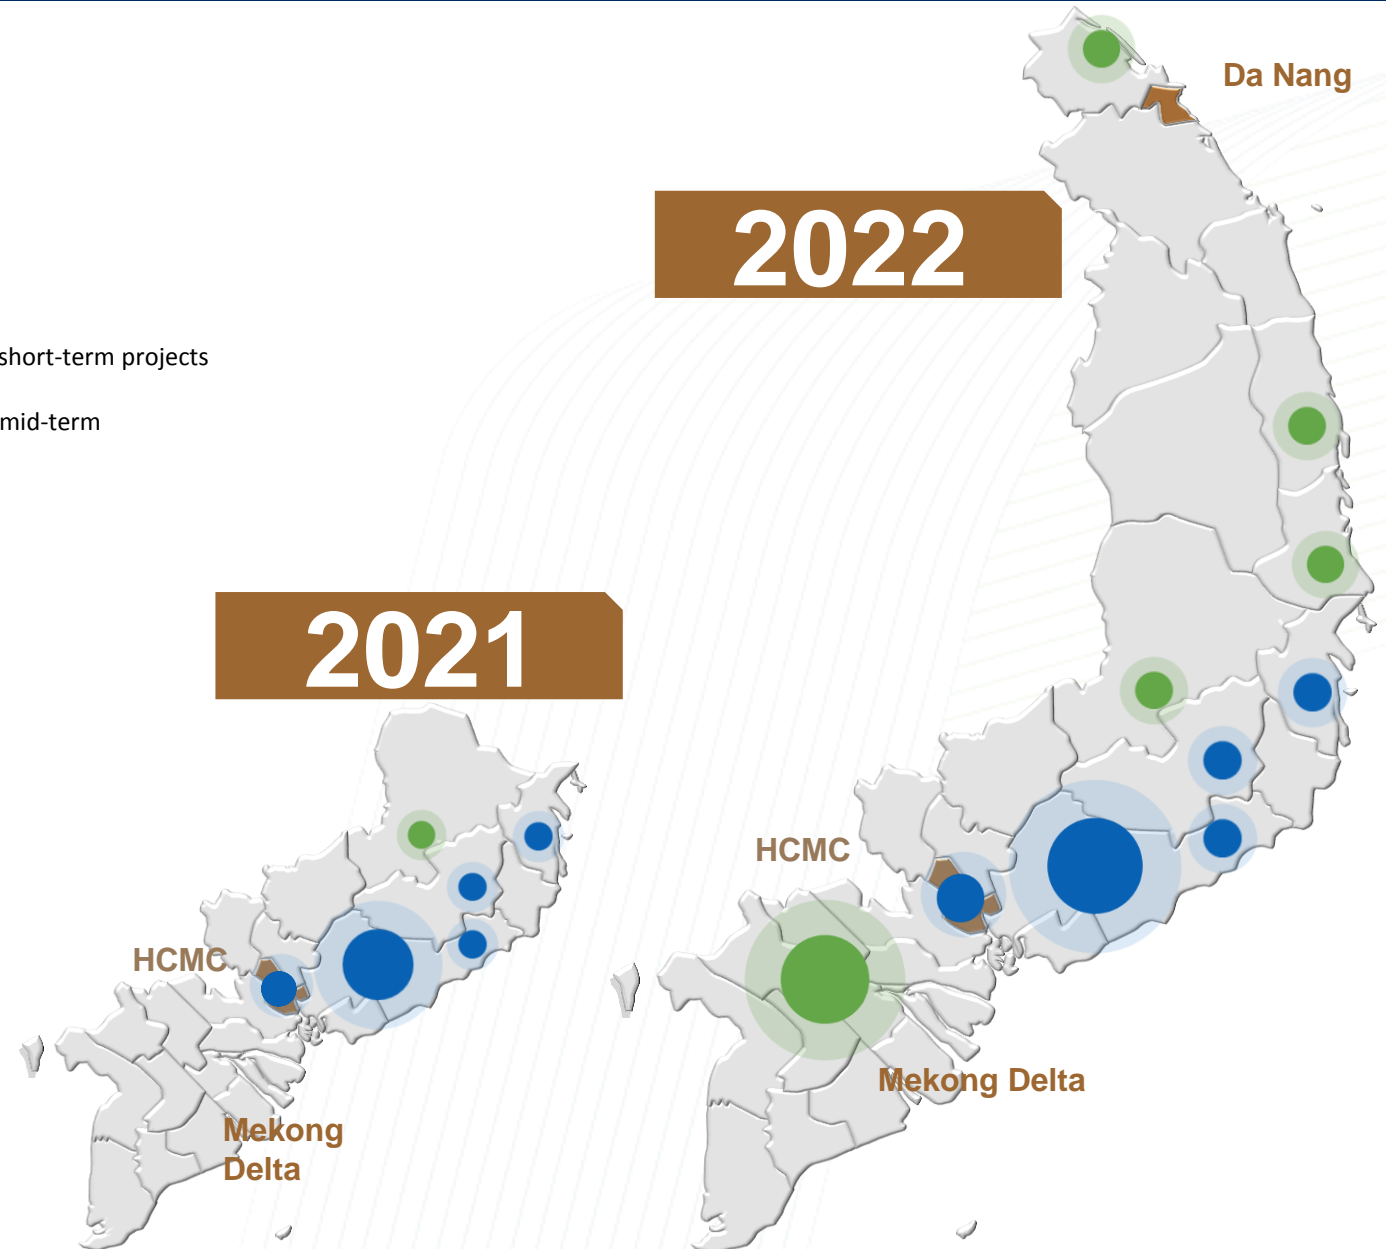 Da Nang
2022
short-term projects
mid-term
2021
HCMC
HCMC
Mekong Delta
Mekong
Delta